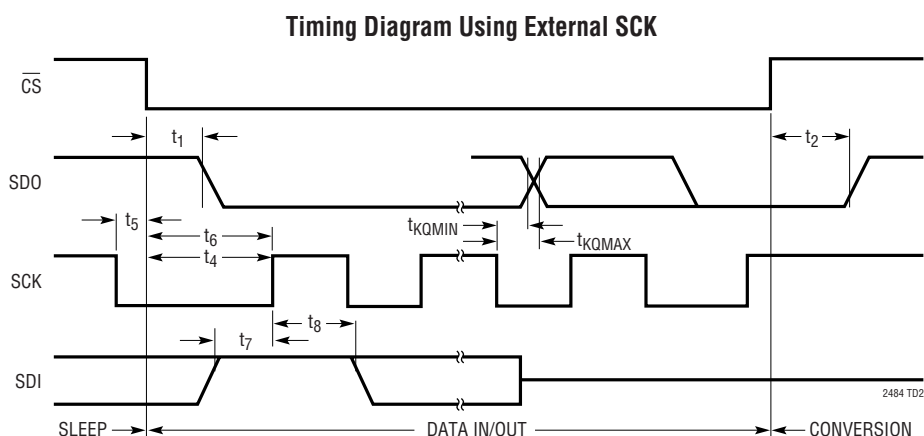 Timing Diagram Using External SCK
CS
t1
t2
SDO
t5
t6
tKQMIN
tKQMAX
t4
SCK
t8
t7
SDI
2484 TD2
SLEEP
DATA IN/OUT
CONVERSION